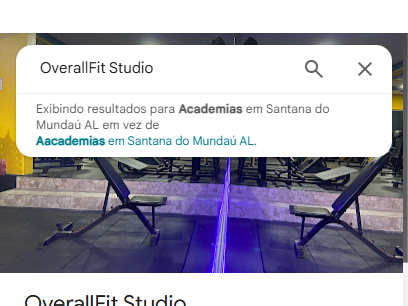 OverallFit Studio
Exibindo resultados para Academias em Santana do
Mundaú AL em vez de
Aacademias em Santana do Mundaú AL.
OverallFit Studio